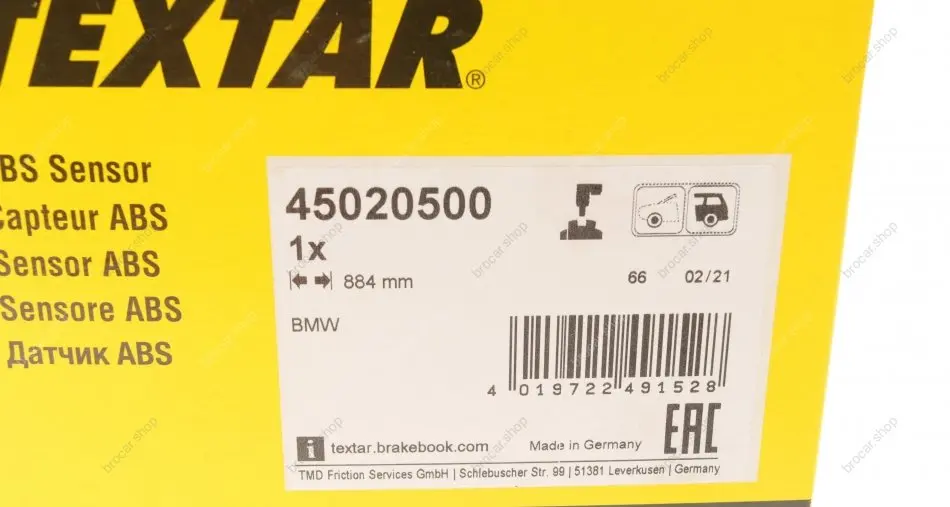 TEXTAR®
BS Sensor
Capteur ABS
Sensor ABS
Sensore ABS
Датчик ABS
45020500
1x
884 mm
66 02/21
BMW
4 019722 491528
EAC
i textar.brakebook.com Made in Germany
TMD Friction Services GmbH | Schlebuscher Str. 99 | 51381 Leverkusen | Germany
brocar.shop